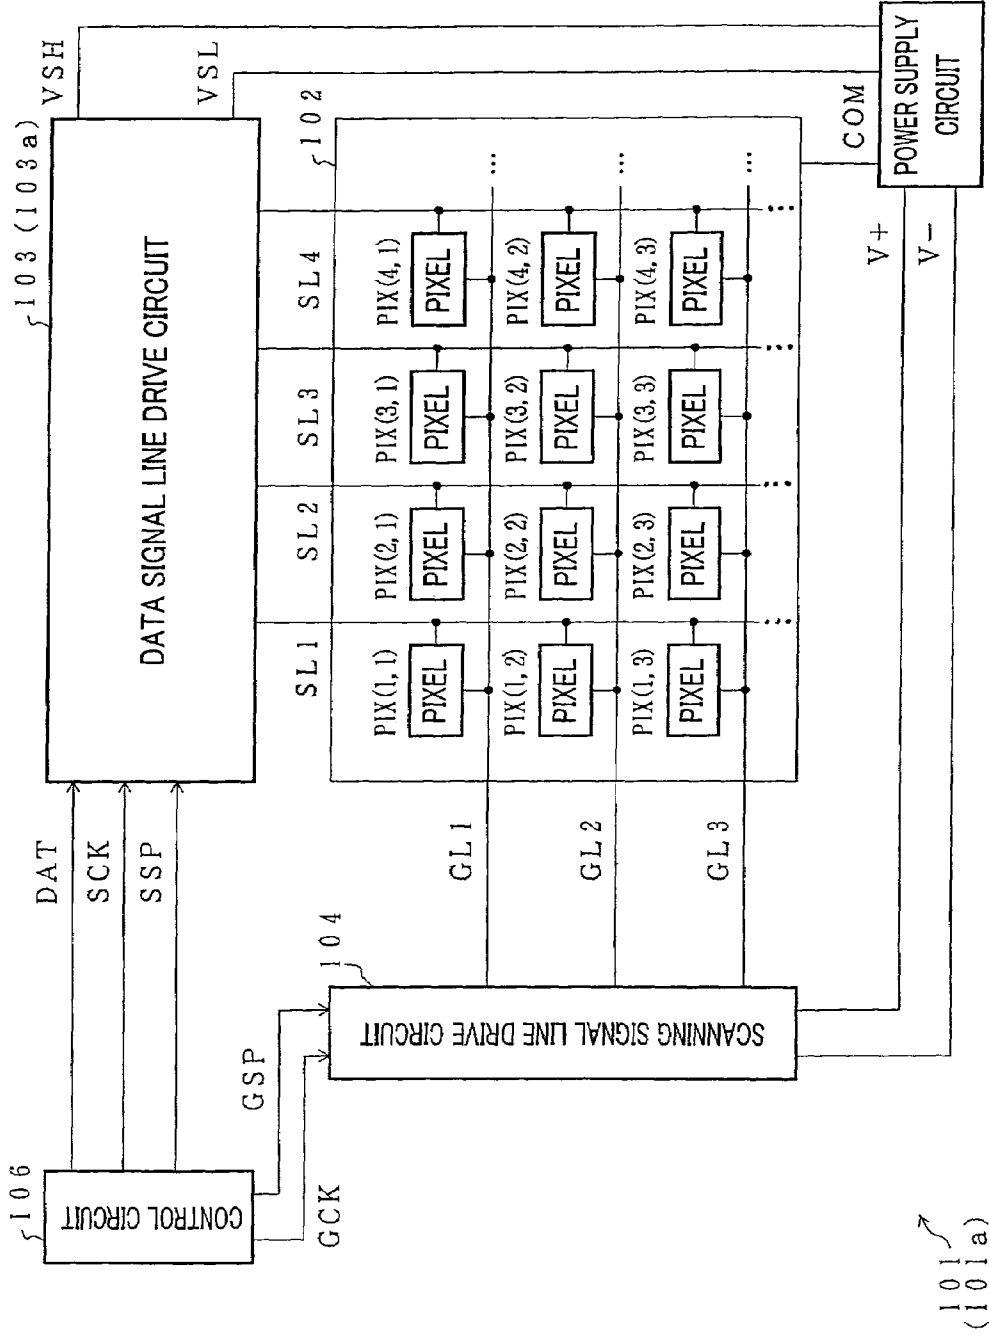 106
CONTROL CIRCUIT
DAT
SCK
SSP
GSP
GCK
103(103a)
DATA SIGNAL LINE DRIVE CIRCUIT
VSH
VSL
104
SCANNING SIGNAL LINE DRIVE CIRCUIT
102
SL1
SL2
SL3
SL4
GL1
GL2
GL3
PIX(1,1)
PIXEL
PIX(2,1)
PIXEL
PIX(3,1)
PIXEL
PIX(4,1)
PIXEL
...
PIX(1,2)
PIXEL
PIX(2,2)
PIXEL
PIX(3,2)
PIXEL
PIX(4,2)
PIXEL
...
PIX(1,3)
PIXEL
PIX(2,3)
PIXEL
PIX(3,3)
PIXEL
PIX(4,3)
PIXEL
...
COM
V+
V−
POWER SUPPLY
CIRCUIT
101
(101a)